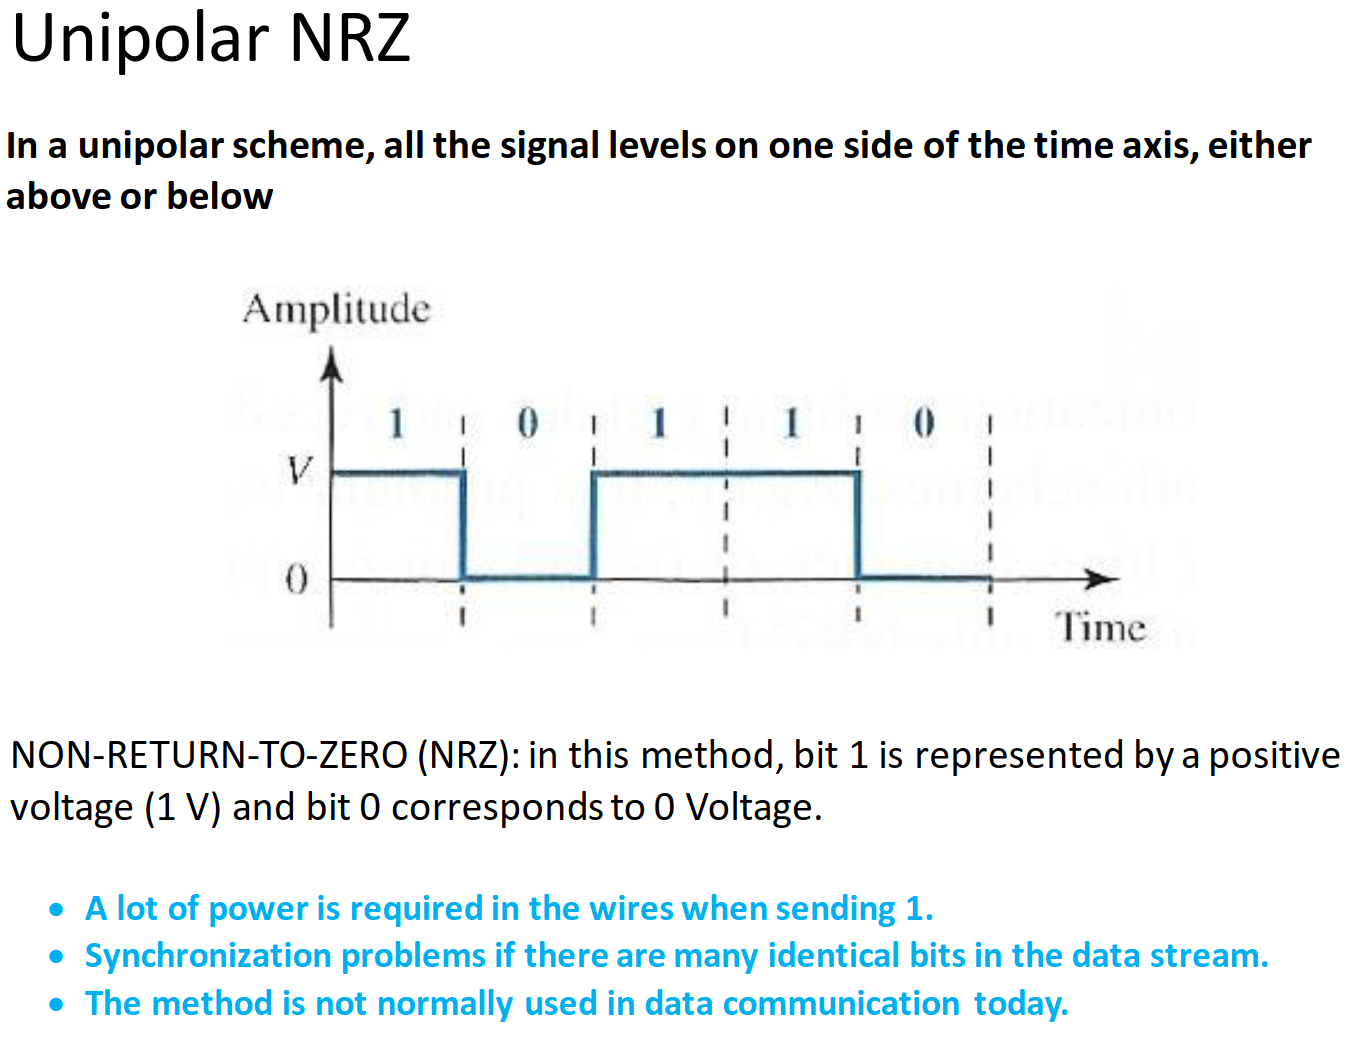 Unipolar NRZ
In a unipolar scheme, all the signal levels on one side of the time axis, either
above or below
Amplitude
1 0 1 1 0
V
0
Time
NON-RETURN-TO-ZERO (NRZ): in this method, bit 1 is represented by a positive
voltage (1 V) and bit 0 corresponds to 0 Voltage.
• A lot of power is required in the wires when sending 1.
• Synchronization problems if there are many identical bits in the data stream.
• The method is not normally used in data communication today.